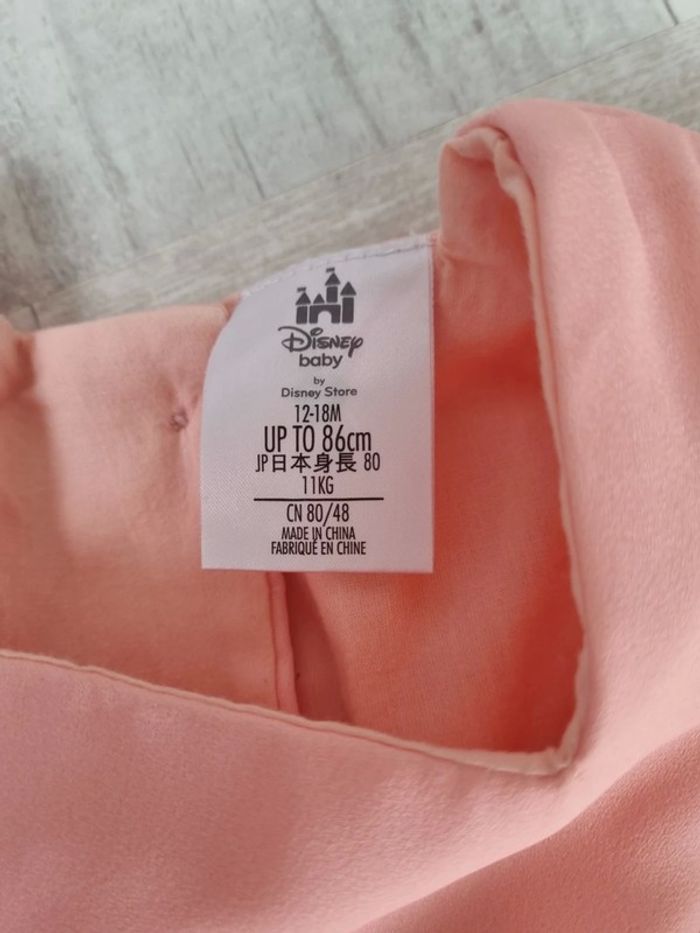 Disney
baby
by
Disney Store
12-18M
UP TO 86cm
JP日本身長 80
11KG
CN 80/48
MADE IN CHINA
FABRIQUÉ EN CHINE